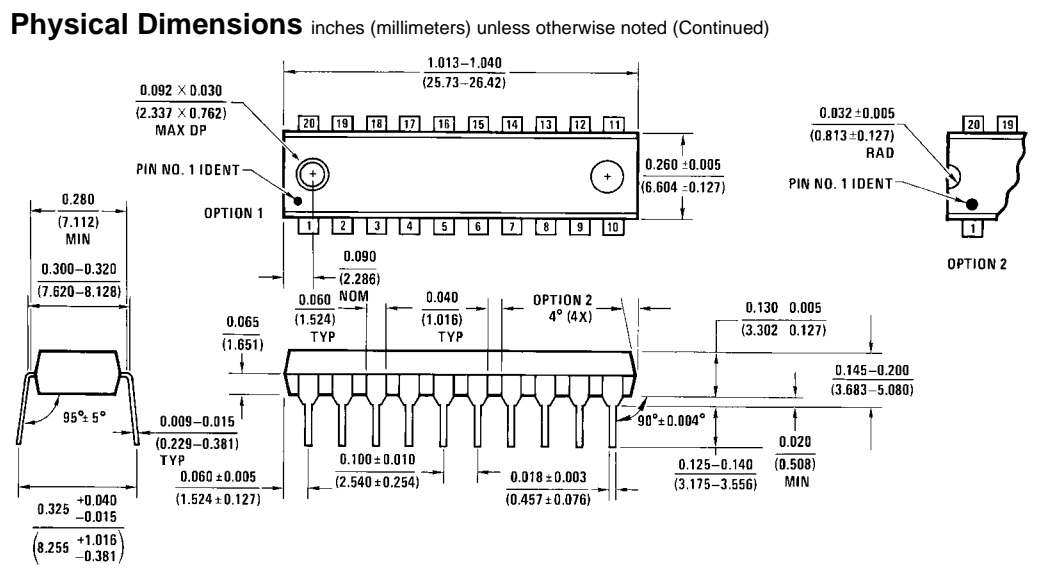 Physical Dimensions inches (millimeters) unless otherwise noted (Continued)
1.013–1.040
(25.73–26.42)
0.092 × 0.030
(2.337 × 0.762)
MAX DP
20 19 18 17 16 15 14 13 12 11
PIN NO. 1 IDENT
OPTION 1
0.260 ±0.005
(6.604 ±0.127)
1 2 3 4 5 6 7 8 9 10
0.032 ±0.005
(0.813±0.127)
RAD
20 19
PIN NO. 1 IDENT
1
OPTION 2
0.280
(7.112)
MIN
0.300–0.320
(7.620–8.128)
0.090
(2.286)
NOM
0.060
(1.524)
TYP
0.040
(1.016)
TYP
OPTION 2
4° (4X)
0.065
(1.651)
0.130 0.005
(3.302 0.127)
0.145–0.200
(3.683–5.080)
95°± 5°
0.009–0.015
(0.229–0.381)
TYP
90°±0.004°
0.020
(0.508)
MIN
0.100 ±0.010
(2.540 ±0.254)
0.018 ±0.003
(0.457 ±0.076)
0.125–0.140
(3.175–3.556)
0.060 ±0.005
(1.524 ±0.127)
0.325 +0.040
−0.015
(8.255 +1.016
−0.381)